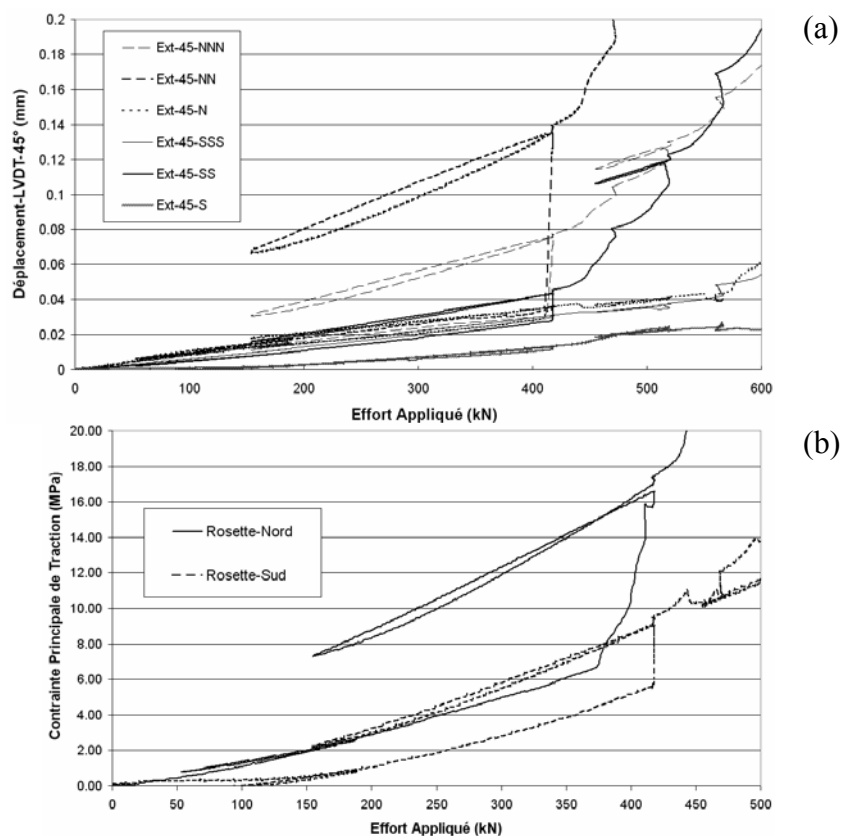 (a)
Déplacement-LVDT-45° (mm)
0.2
0.18
0.16
0.14
0.12
0.1
0.08
0.06
0.04
0.02
0
Ext-45-NNN
Ext-45-NN
Ext-45-N
Ext-45-SSS
Ext-45-SS
Ext-45-S
0 100 200 300 400 500 600
Effort Appliqué (kN)
(b)
Contrainte Principale de Traction (MPa)
20.00
18.00
16.00
14.00
12.00
10.00
8.00
6.00
4.00
2.00
0.00
Rosette-Nord
Rosette-Sud
0 50 100 150 200 250 300 350 400 450 500
Effort Appliqué (kN)